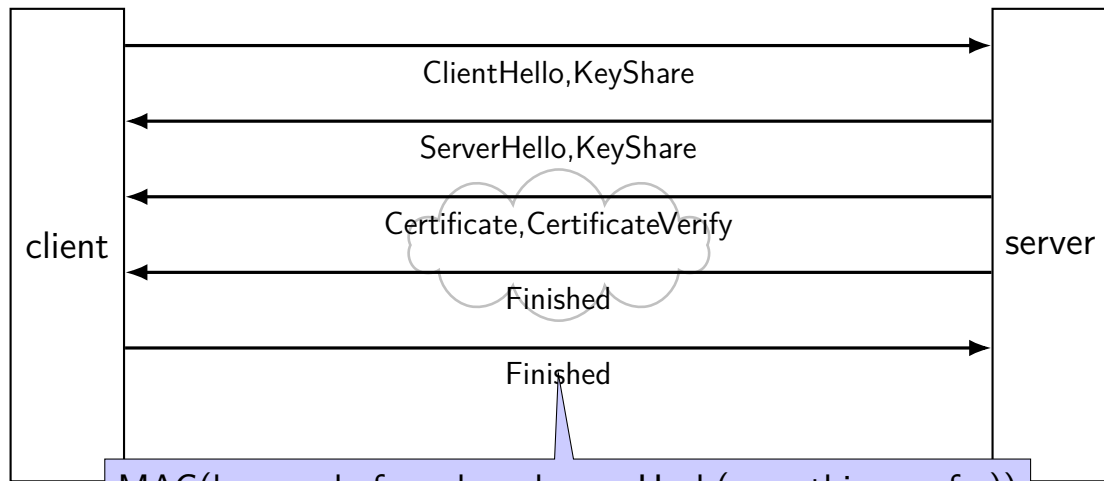 ClientHello,KeyShare
ServerHello,KeyShare
Certificate,CertificateVerify
client
server
Finished
Finished